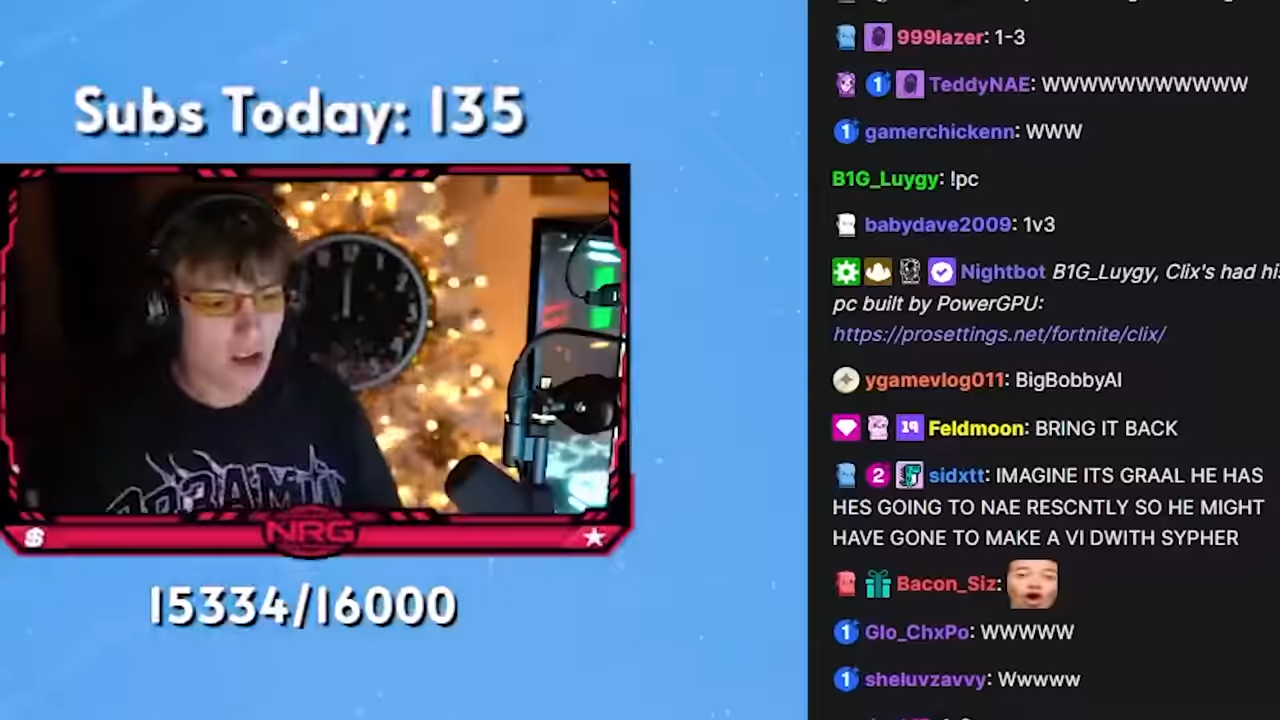 Subs Today: 135
NRG
15334/16000
999lazer: 1-3
TeddyNAE: WWWWWWWWWWW
gamerchickenn: WWW
B1G_Luygy: !pc
babydave2009: 1v3
Nightbot B1G_Luygy, Clix's had his
pc built by PowerGPU:
https://prosettings.net/fortnite/clix/
ygamevlog011: BigBobbyAI
Feldmoon: BRING IT BACK
sidxtt: IMAGINE ITS GRAAL HE HAS
HES GOING TO NAE RESCNTLY SO HE MIGHT
HAVE GONE TO MAKE A VI DWITH SYPHER
Bacon_Siz:
Glo_ChxPo: WWWWW
sheluvzavvy: Wwwww